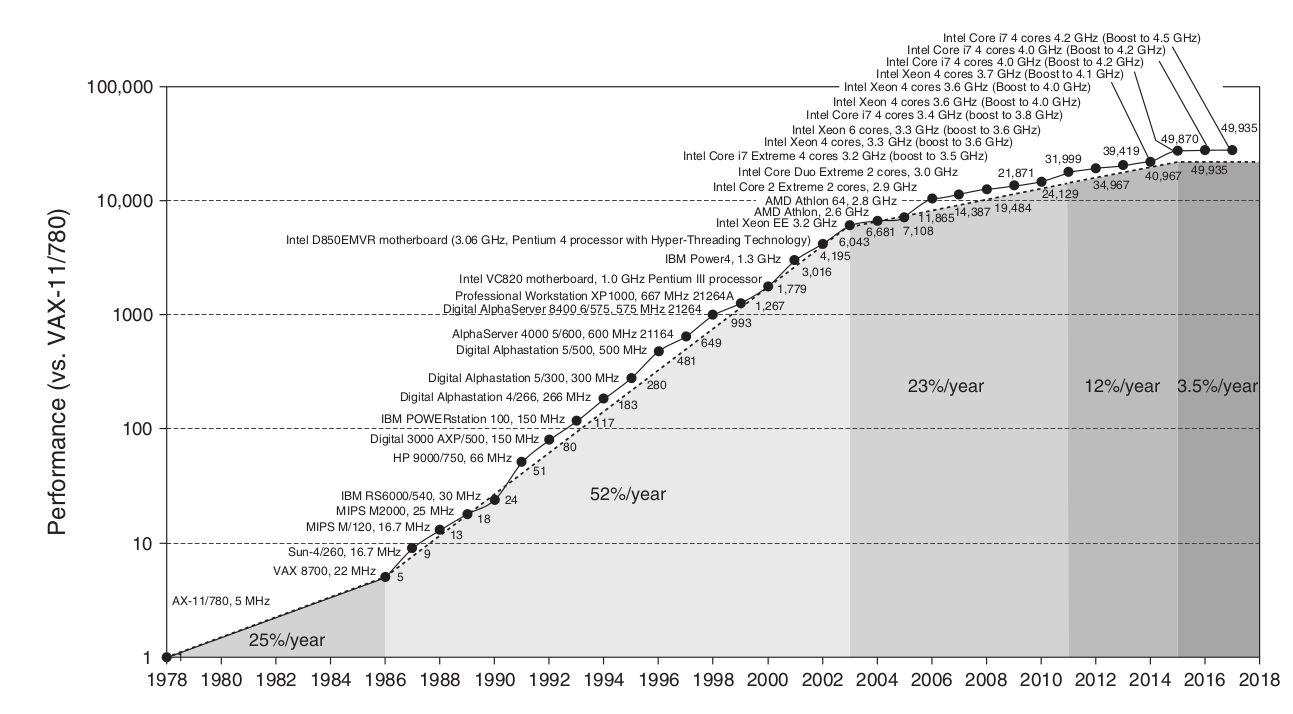 Intel Core i7 4 cores 4.2 GHz (Boost to 4.5 GHz)
Intel Core i7 4 cores 4.0 GHz (Boost to 4.2 GHz)
Intel Core i7 4 cores 4.0 GHz (Boost to 4.2 GHz)
Intel Xeon 4 cores 3.7 GHz (Boost to 4.1 GHz)
Intel Xeon 4 cores 3.6 GHz (Boost to 4.0 GHz)
Intel Xeon 4 cores 3.6 GHz (Boost to 4.0 GHz)
Intel Core i7 4 cores 3.4 GHz (boost to 3.8 GHz)
Intel Xeon 6 cores, 3.3 GHz (boost to 3.6 GHz)
Intel Xeon 4 cores, 3.3 GHz (boost to 3.6 GHz)
Intel Core i7 Extreme 4 cores 3.2 GHz (boost to 3.5 GHz)
Intel Core Duo Extreme 2 cores, 3.0 GHz
Intel Core 2 Extreme 2 cores, 2.9 GHz
AMD Athlon 64, 2.8 GHz
AMD Athlon, 2.6 GHz
Intel Xeon EE 3.2 GHz
Intel D850EMVR motherboard (3.06 GHz, Pentium 4 processor with Hyper-Threading Technology)
IBM Power4, 1.3 GHz
Intel VC820 motherboard, 1.0 GHz Pentium III processor
Professional Workstation XP1000, 667 MHz 21264A
Digital AlphaServer 8400 6/575, 575 MHz 21264
AlphaServer 4000 5/600, 600 MHz 21164
Digital Alphastation 5/500, 500 MHz
Digital Alphastation 5/300, 300 MHz
Digital Alphastation 4/266, 266 MHz
IBM POWERstation 100, 150 MHz
Digital 3000 AXP/500, 150 MHz
HP 9000/750, 66 MHz
IBM RS6000/540, 30 MHz
MIPS M2000, 25 MHz
MIPS M/120, 16.7 MHz
Sun-4/260, 16.7 MHz
VAX 8700, 22 MHz
AX-11/780, 5 MHz
5
9
13
18
24
51
80
117
183
280
481
649
993
1,267
1,779
3,016
4,195
6,043
6,681
7,108
11,865
14,387
19,484
21,871
24,129
31,999
34,967
39,419
40,967
49,870
49,935
49,935
25%/year
52%/year
23%/year
12%/year
3.5%/year
Performance (vs. VAX-11/780)
100,000
10,000
1000
100
10
1
1978 1980 1982 1984 1986 1988 1990 1992 1994 1996 1998 2000 2002 2004 2006 2008 2010 2012 2014 2016 2018